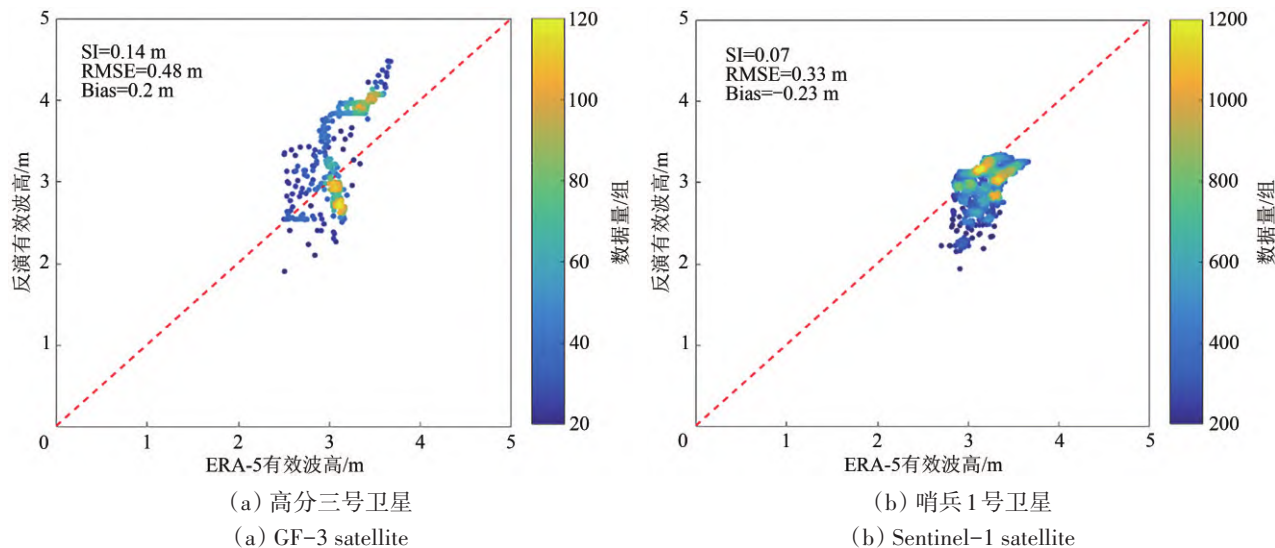 5
4
3
2
1
0
1
2
3
4
5
SI=0.14 m
RMSE=0.48 m
Bias=0.2 m
反演有效波高/m
ERA-5有效波高/m
120
100
80
60
40
20
数据量/组
(a) 高分三号卫星
(a) GF-3 satellite
5
4
3
2
1
0
1
2
3
4
5
SI=0.07
RMSE=0.33 m
Bias=-0.23 m
反演有效波高/m
ERA-5有效波高/m
1200
1000
800
600
400
200
数据量/组
(b) 哨兵1号卫星
(b) Sentinel-1 satellite